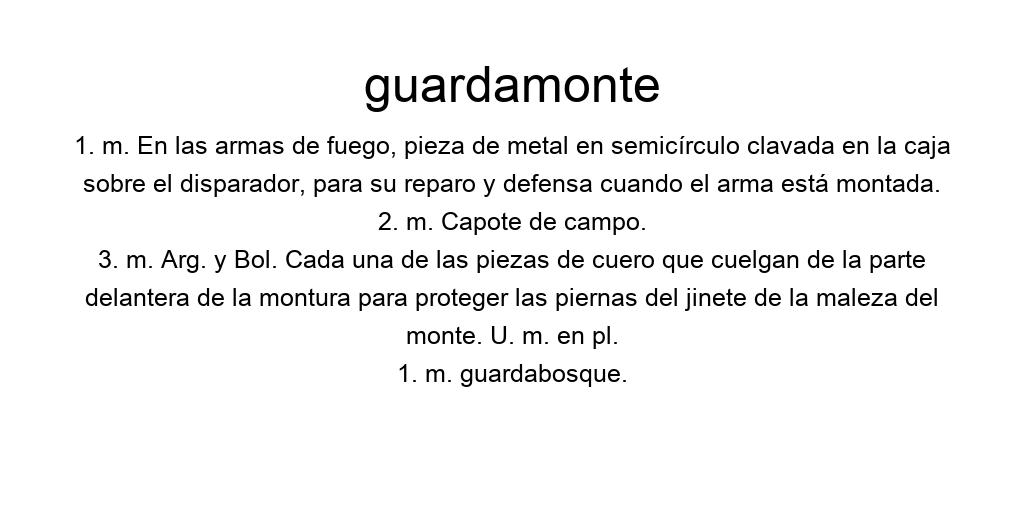 guardamonte
1. m. En las armas de fuego, pieza de metal en semicírculo clavada en la caja
sobre el disparador, para su reparo y defensa cuando el arma está montada.
2. m. Capote de campo.
3. m. Arg. y Bol. Cada una de las piezas de cuero que cuelgan de la parte
delantera de la montura para proteger las piernas del jinete de la maleza del
monte. U. m. en pl.
1. m. guardabosque.